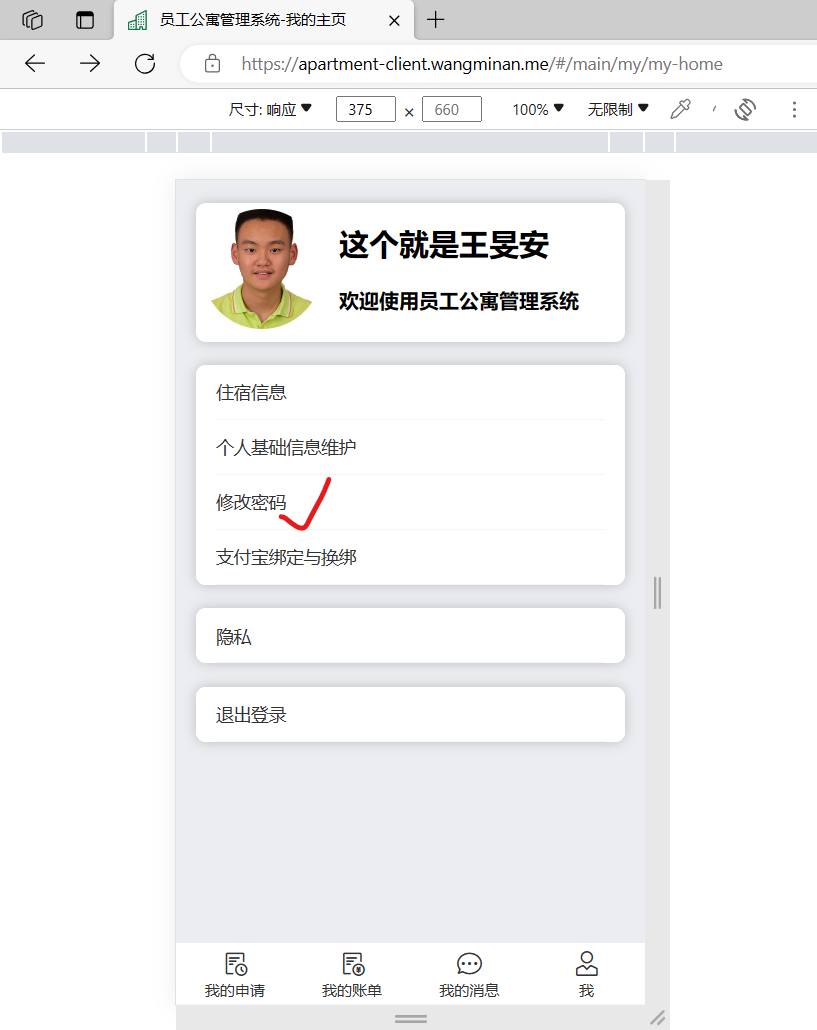 员工公寓管理系统-我的主页
https://apartment-client.wangminan.me/#/main/my/my-home
尺寸: 响应 375 × 660 100% 无限制
这个就是王旻安
欢迎使用员工公寓管理系统
住宿信息
个人基础信息维护
修改密码
支付宝绑定与换绑
隐私
退出登录
我的申请 我的账单 我的消息 我